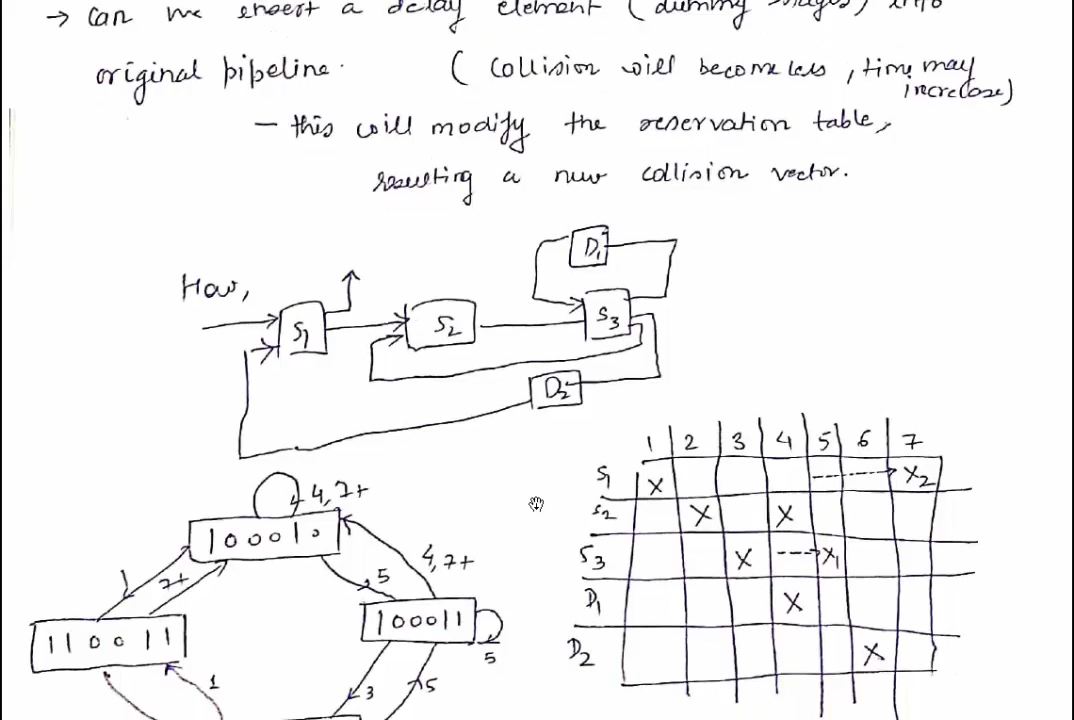 → Can we insert a delay element (dummy stages) into
original pipeline. (collision will become less, time may
increase)
— this will modify the reservation table,
resulting a new collision vector.
D1
How,
S1 S2 S3
D2
1 2 3 4 5 6 7
S1 X X2
S2 X X
S3 X X1
D1 X
D2 X
4, 7+
100010
1 7+ 5 4, 7+
110011 100011
5
1 3 5